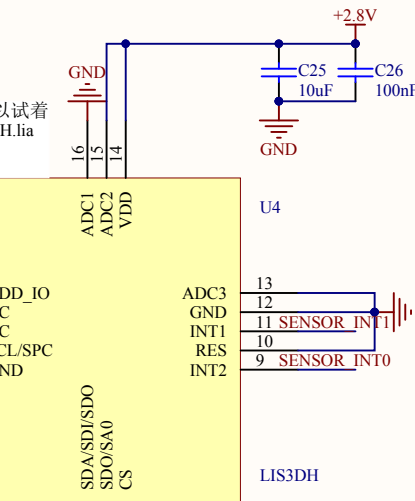 +2.8V
GND
C25
C26
10uF
100nF
以试着
H.lia
GND
16
15
14
ADC1
ADC2
VDD
U4
DD_IO
C
C
CL/SPC
ND
ADC3
GND
INT1
RES
INT2
13
12
11 SENSOR_INT1
10
9 SENSOR_INT0
SDA/SDI/SDO
SDO/SA0
CS
LIS3DH